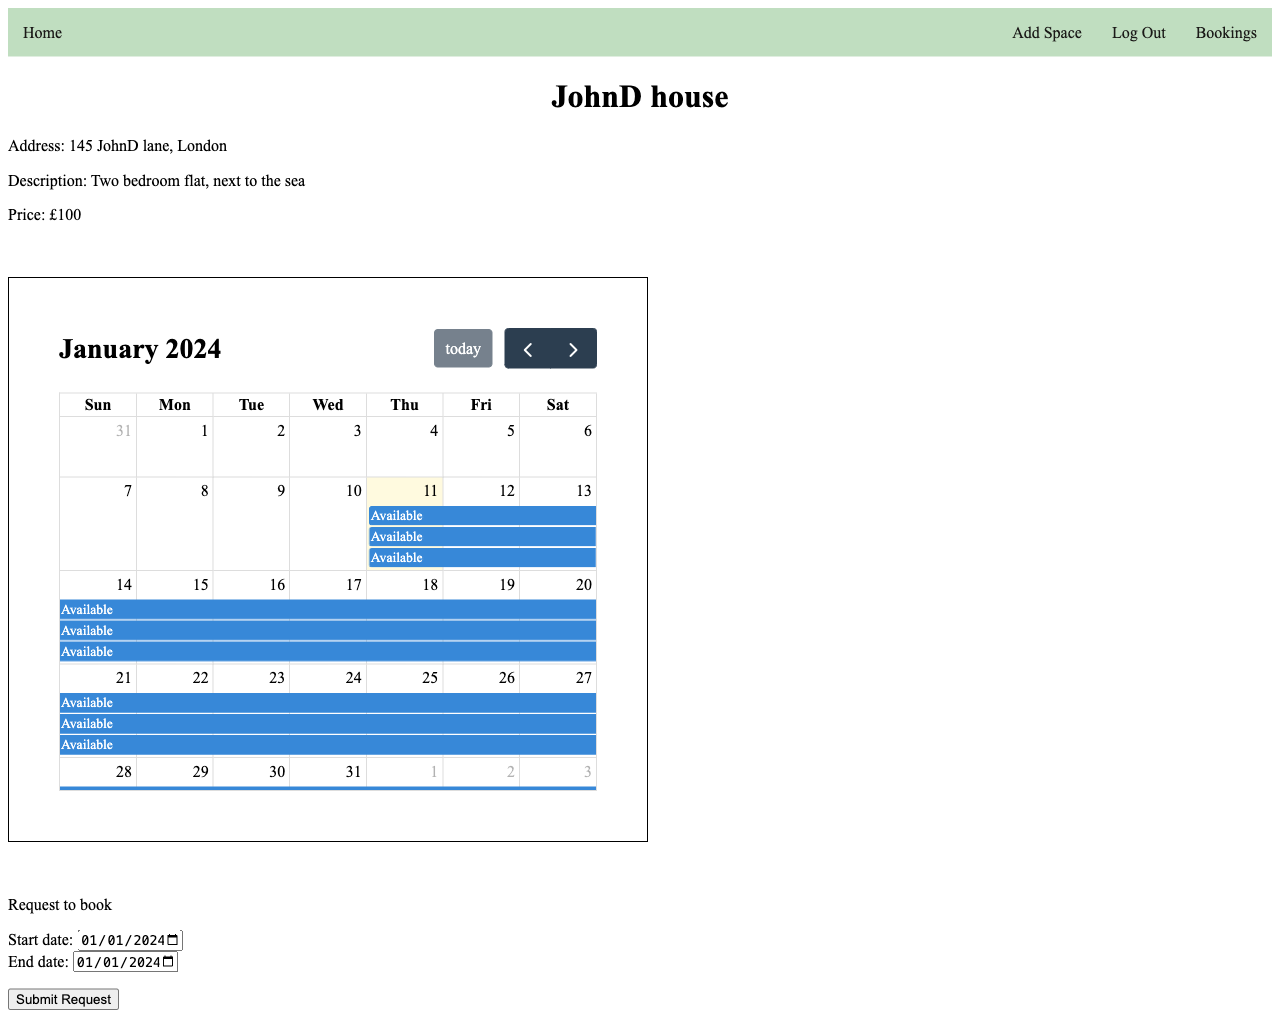 Home Add Space Log Out Bookings
JohnD house
Address: 145 JohnD lane, London
Description: Two bedroom flat, next to the sea
Price: £100
January 2024 today
Sun Mon Tue Wed Thu Fri Sat
31 1 2 3 4 5 6
7 8 9 10 11 12 13
Available
Available
Available
14 15 16 17 18 19 20
Available
Available
Available
21 22 23 24 25 26 27
Available
Available
Available
28 29 30 31 1 2 3
Request to book
Start date: 01/01/2024
End date: 01/01/2024
Submit Request